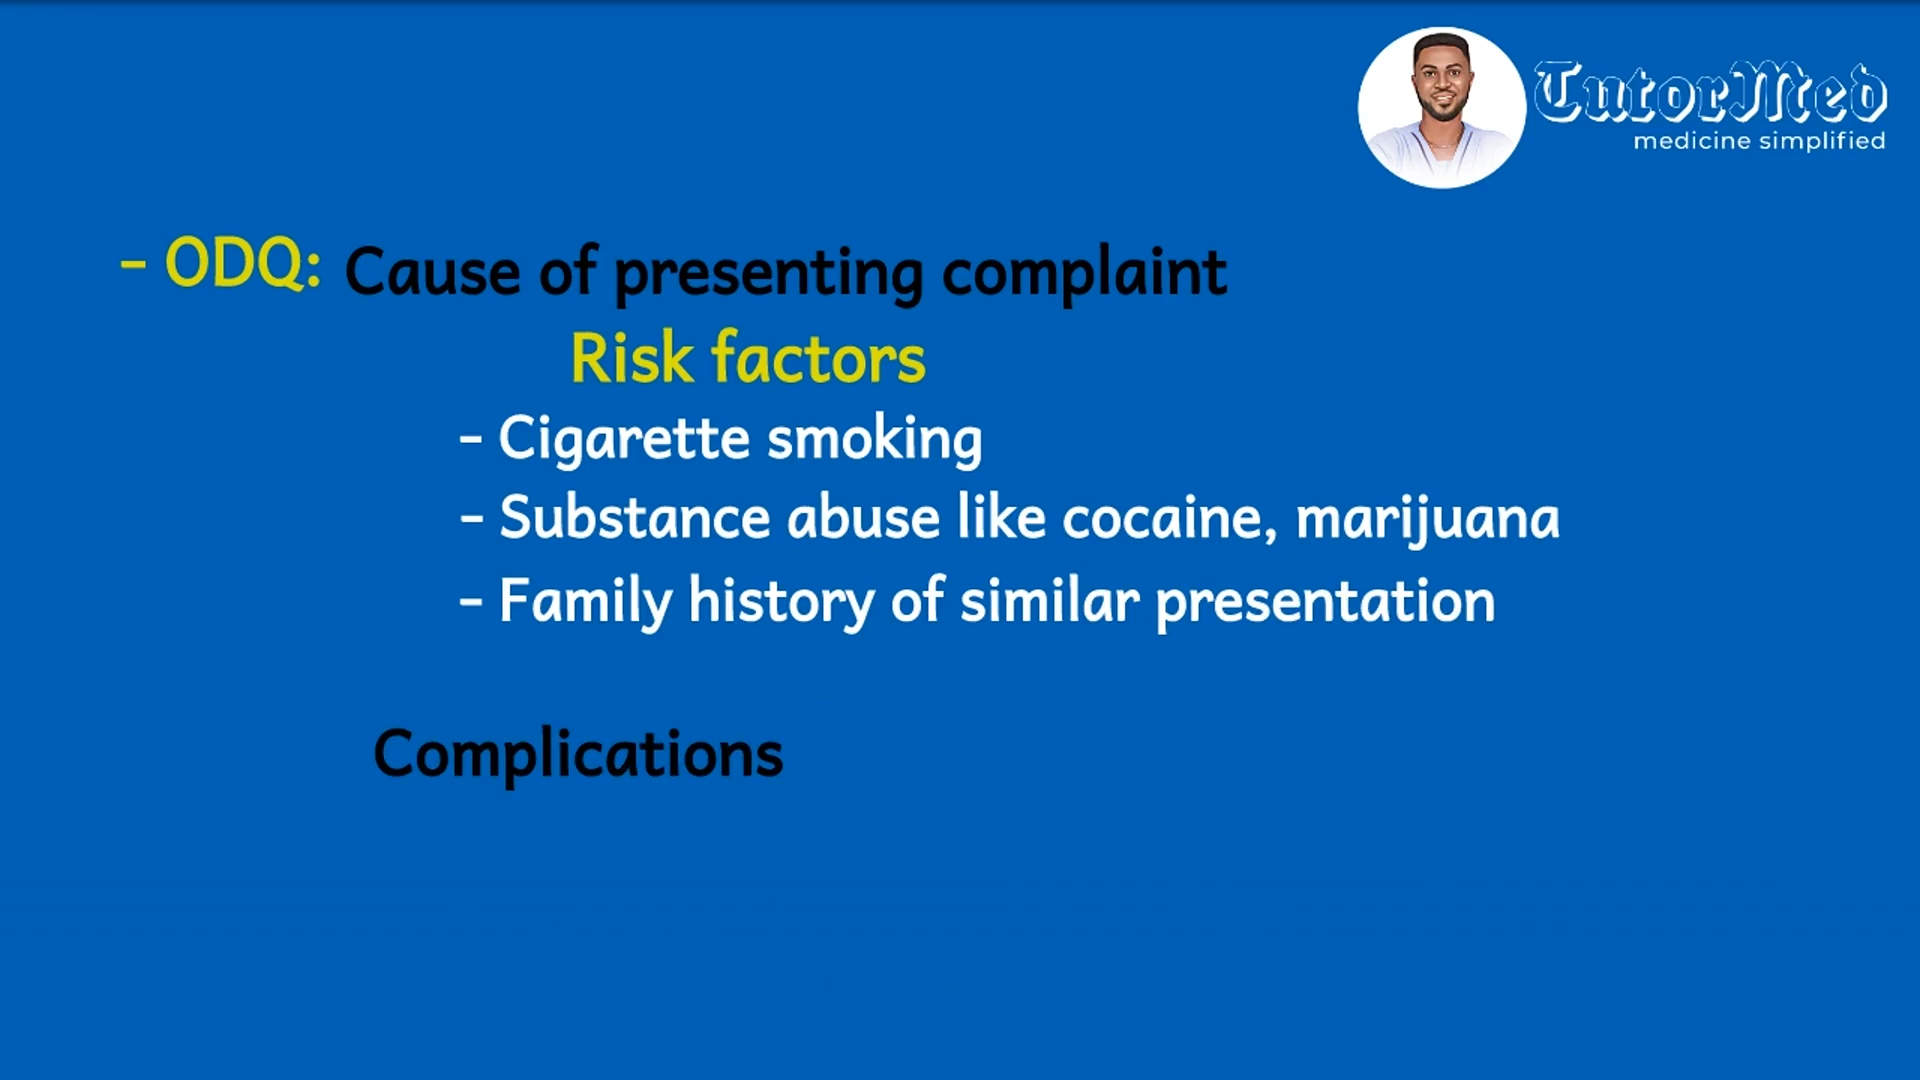 TutorMed
medicine simplified
- ODQ: Cause of presenting complaint
Risk factors
- Cigarette smoking
- Substance abuse like cocaine, marijuana
- Family history of similar presentation
Complications